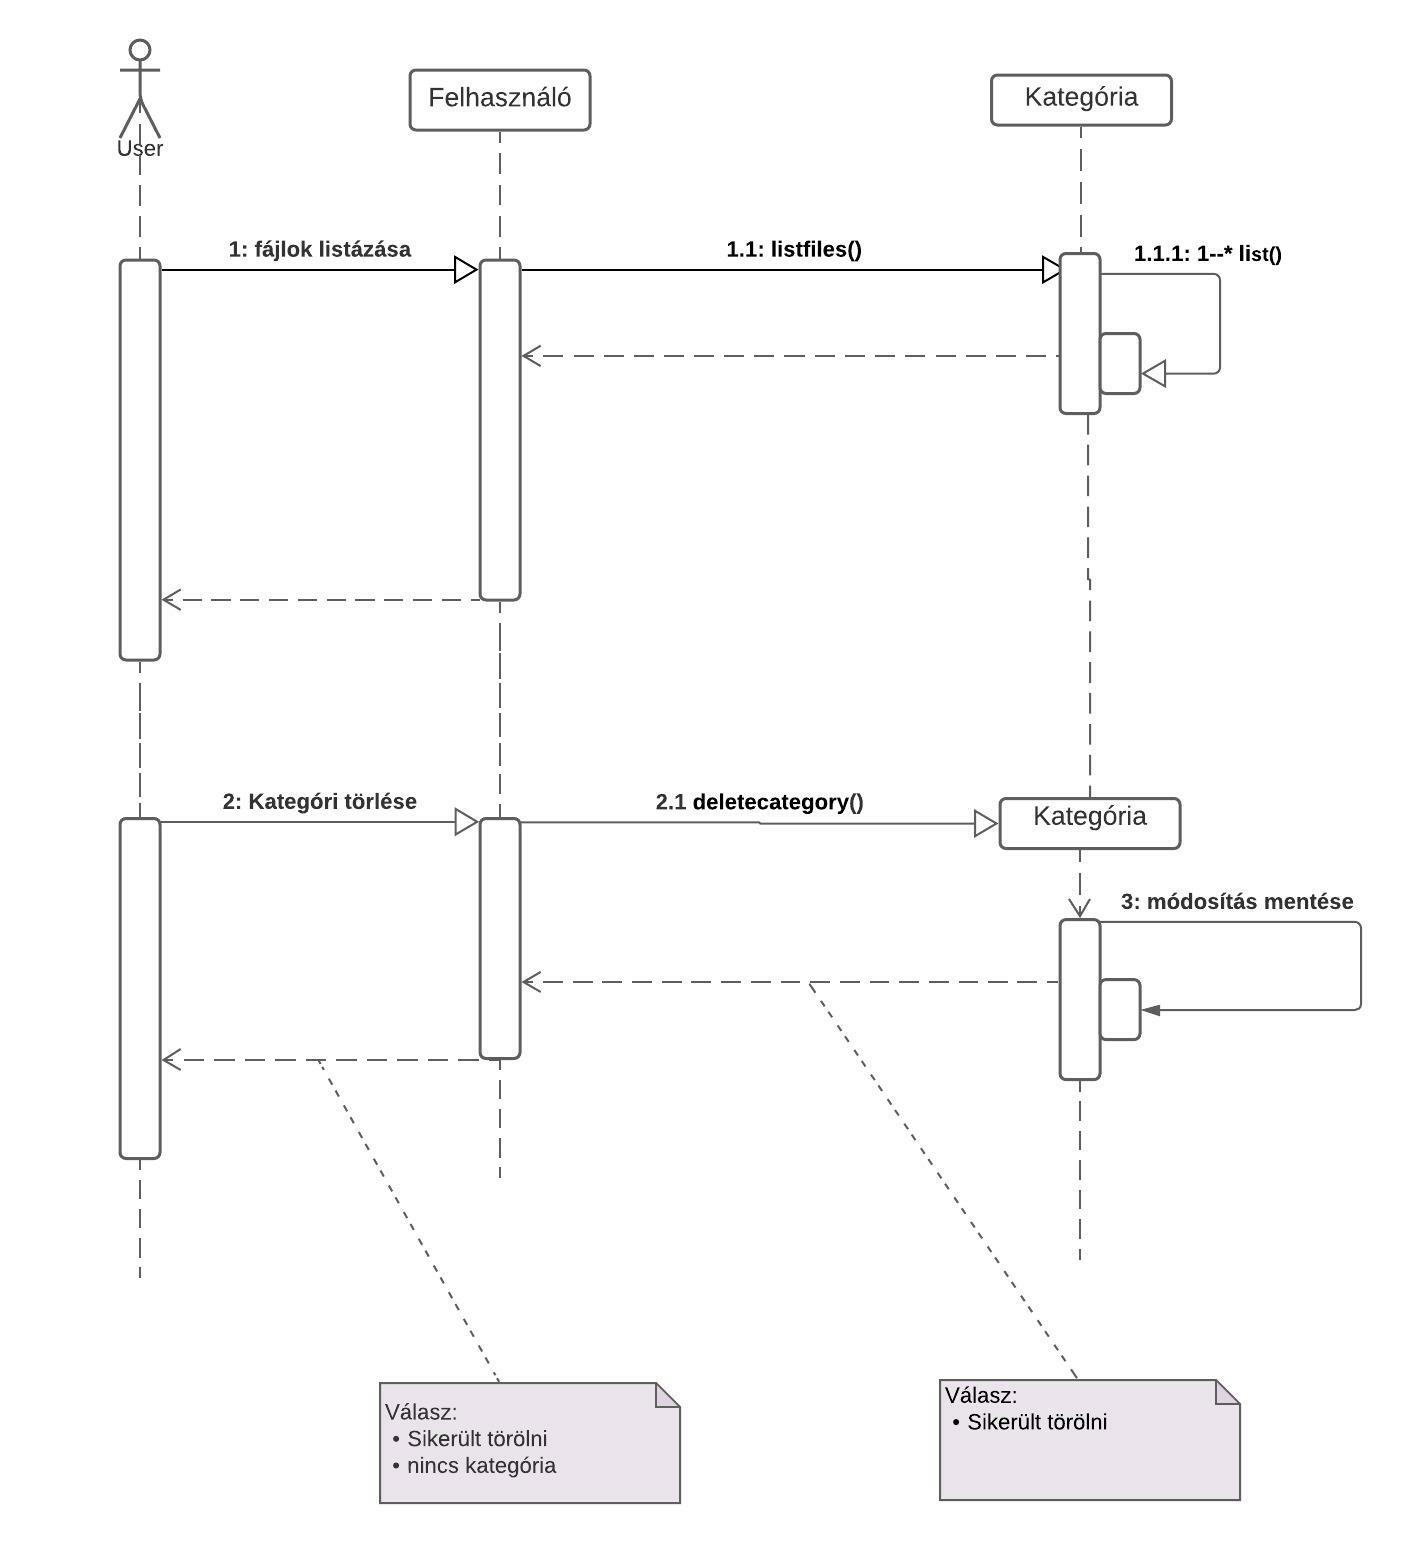 User
Felhasználó
Kategória
1: fájlok listázása
1.1: listfiles()
1.1.1: 1--* list()
2: Kategóri törlése
2.1 deletecategory()
Kategória
3: módosítás mentése
Válasz:
• Sikerült törölni
• nincs kategória
Válasz:
• Sikerült törölni